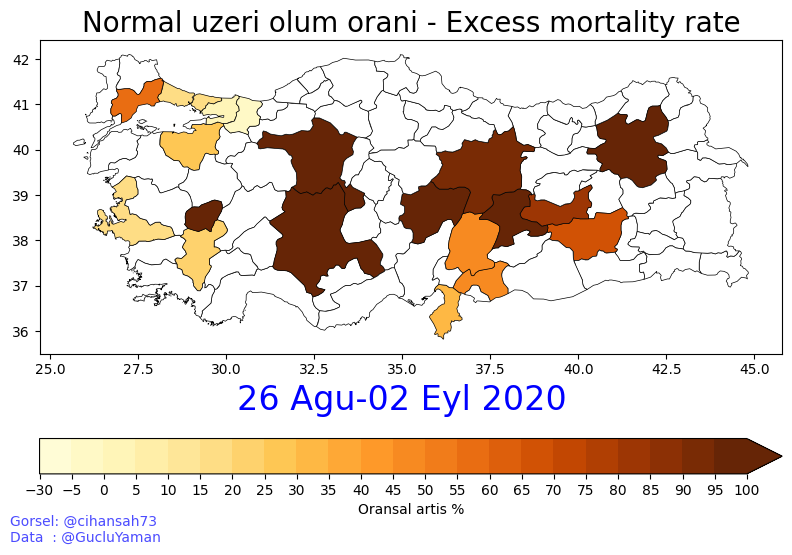 Normal uzeri olum orani - Excess mortality rate
42
41
40
39
38
37
36
25.0 27.5 30.0 32.5 35.0 37.5 40.0 42.5 45.0
26 Agu-02 Eyl 2020
−30 −5 0 5 10 15 20 25 30 35 40 45 50 55 60 65 70 75 80 85 90 95 100
Oransal artis %
Gorsel: @cihansah73
Data : @GucluYaman